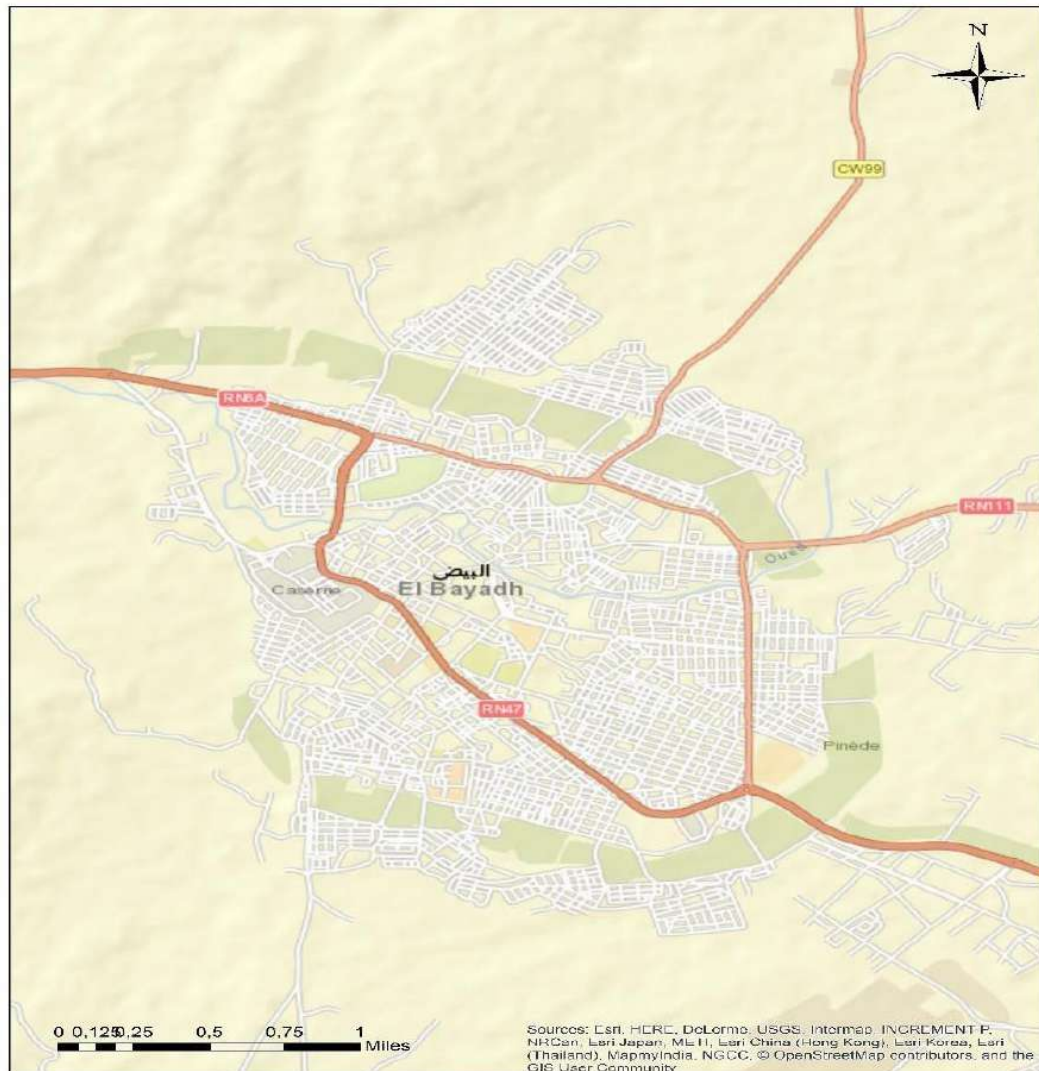 N
CW99
RN6A
RN111
Oued
البيض
El Bayadh
Caserne
RN47
Pinède
0 0,125 0,25 0,5 0,75 1
Miles
Sources: Esri, HERE, DeLorme, USGS, Intermap, INCREMENT P,
NRCan, Esri Japan, METI, Esri China (Hong Kong), Esri Korea, Esri
(Thailand), MapmyIndia, NGCC, © OpenStreetMap contributors, and the
GIS User Community